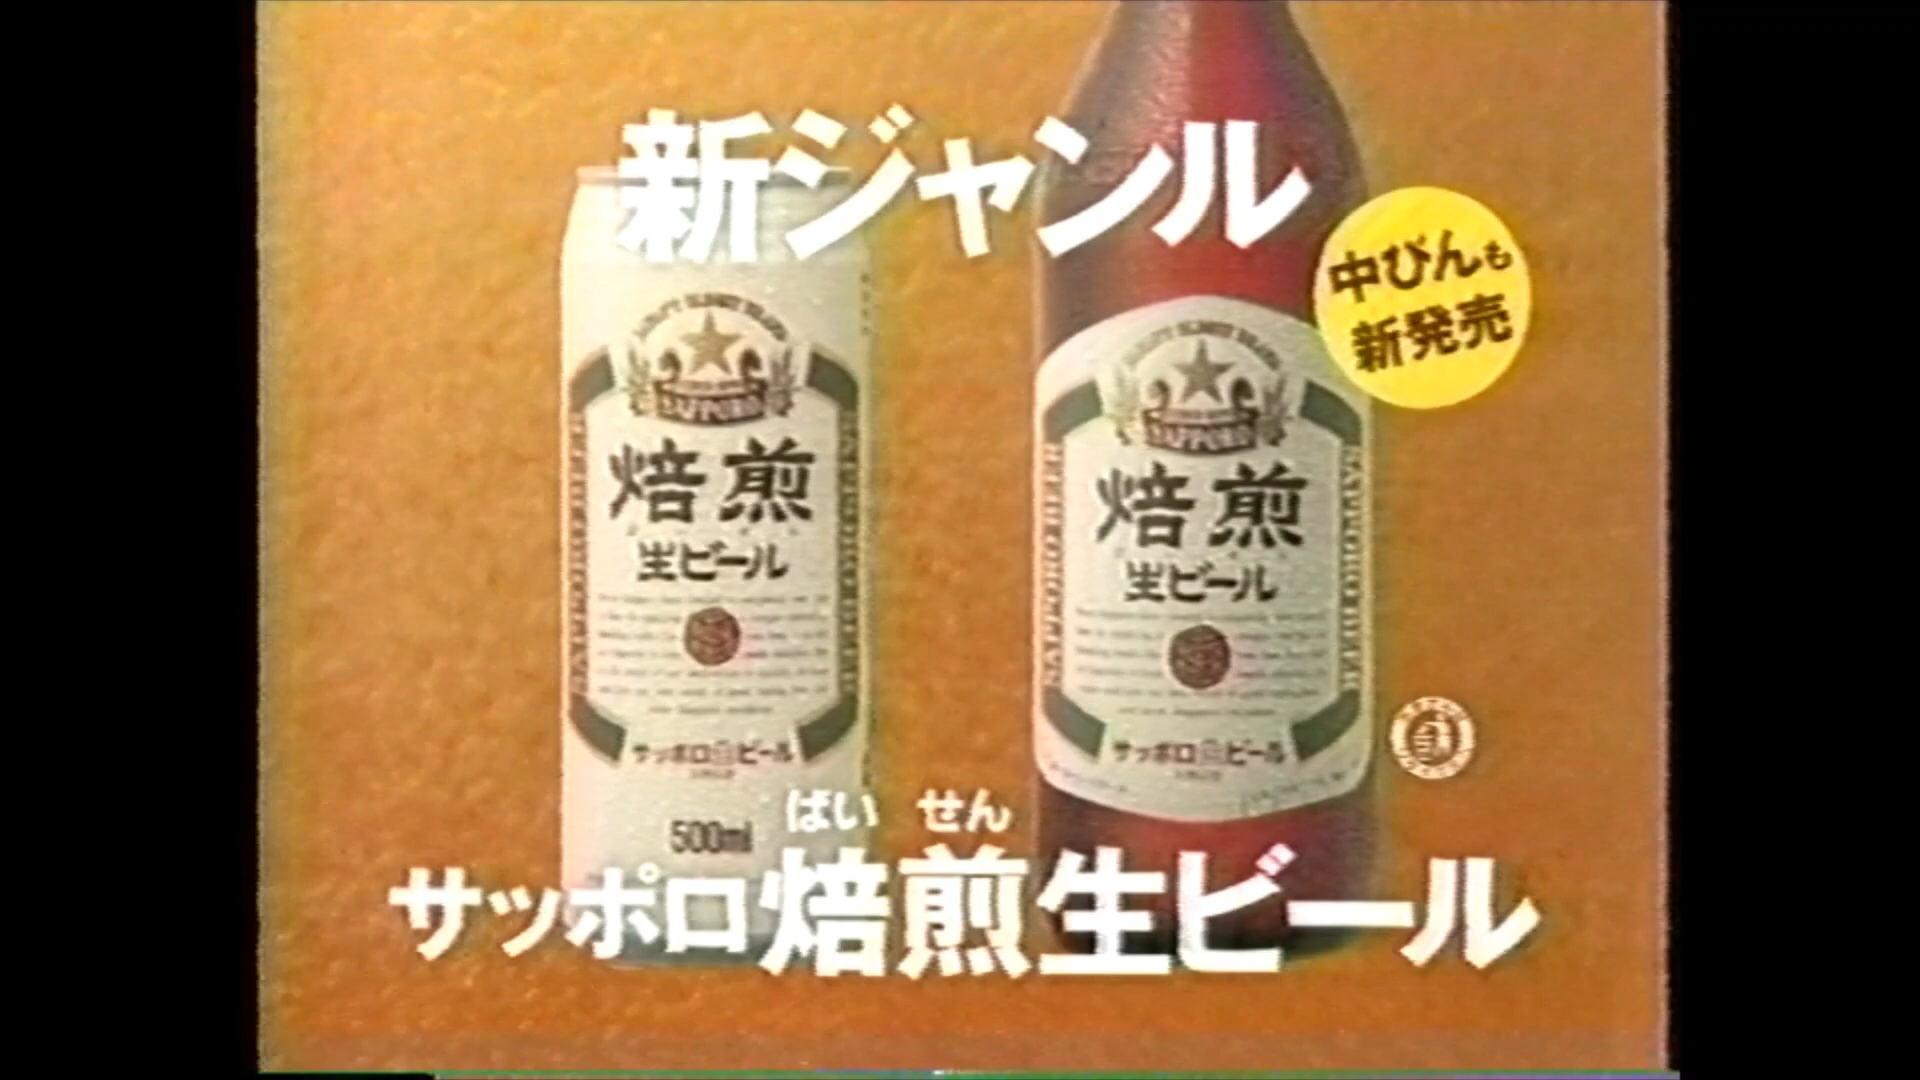 新ジャンル
中びんも
新発売
SAPPORO
焙煎
生ビール
サッポロ生ビール
500ml
SAPPORO
焙煎
生ビール
サッポロ生ビール
ばい せん
サッポロ焙煎生ビール